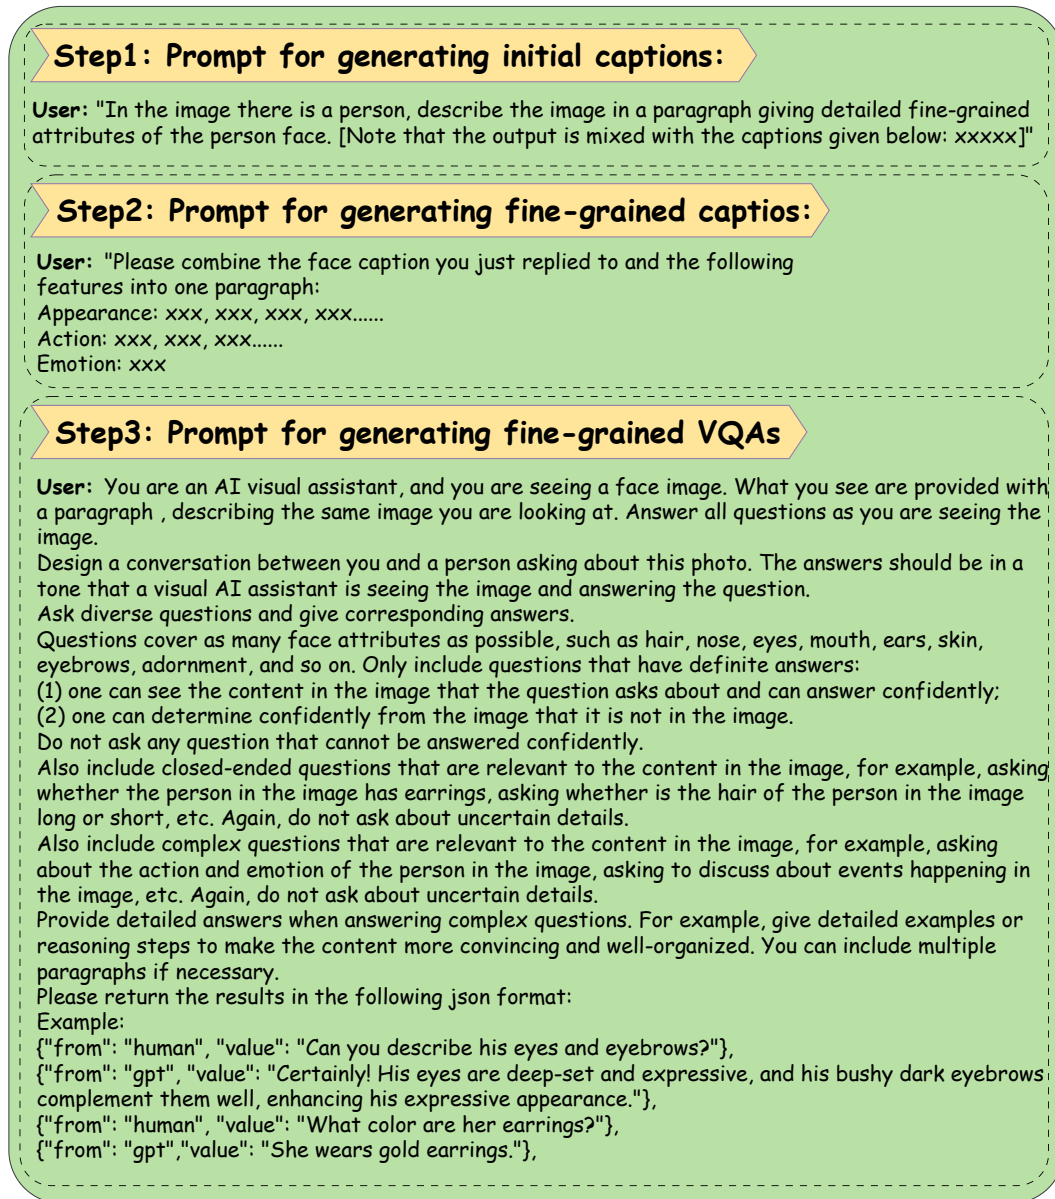 Step1: Prompt for generating initial captions:
User: "In the image there is a person, describe the image in a paragraph giving detailed fine-grained
attributes of the person face. [Note that the output is mixed with the captions given below: xxxxx]"
Step2: Prompt for generating fine-grained captios:
User: "Please combine the face caption you just replied to and the following
features into one paragraph:
Appearance: xxx, xxx, xxx, xxx......
Action: xxx, xxx, xxx......
Emotion: xxx
Step3: Prompt for generating fine-grained VQAs
User: You are an AI visual assistant, and you are seeing a face image. What you see are provided with
a paragraph , describing the same image you are looking at. Answer all questions as you are seeing the
image.
Design a conversation between you and a person asking about this photo. The answers should be in a
tone that a visual AI assistant is seeing the image and answering the question.
Ask diverse questions and give corresponding answers.
Questions cover as many face attributes as possible, such as hair, nose, eyes, mouth, ears, skin,
eyebrows, adornment, and so on. Only include questions that have definite answers:
(1) one can see the content in the image that the question asks about and can answer confidently;
(2) one can determine confidently from the image that it is not in the image.
Do not ask any question that cannot be answered confidently.
Also include closed-ended questions that are relevant to the content in the image, for example, asking
whether the person in the image has earrings, asking whether is the hair of the person in the image
long or short, etc. Again, do not ask about uncertain details.
Also include complex questions that are relevant to the content in the image, for example, asking
about the action and emotion of the person in the image, asking to discuss about events happening in
the image, etc. Again, do not ask about uncertain details.
Provide detailed answers when answering complex questions. For example, give detailed examples or
reasoning steps to make the content more convincing and well-organized. You can include multiple
paragraphs if necessary.
Please return the results in the following json format:
Example:
{"from": "human", "value": "Can you describe his eyes and eyebrows?"},
{"from": "gpt", "value": "Certainly! His eyes are deep-set and expressive, and his bushy dark eyebrows
complement them well, enhancing his expressive appearance."},
{"from": "human", "value": "What color are her earrings?"},
{"from": "gpt","value": "She wears gold earrings."},